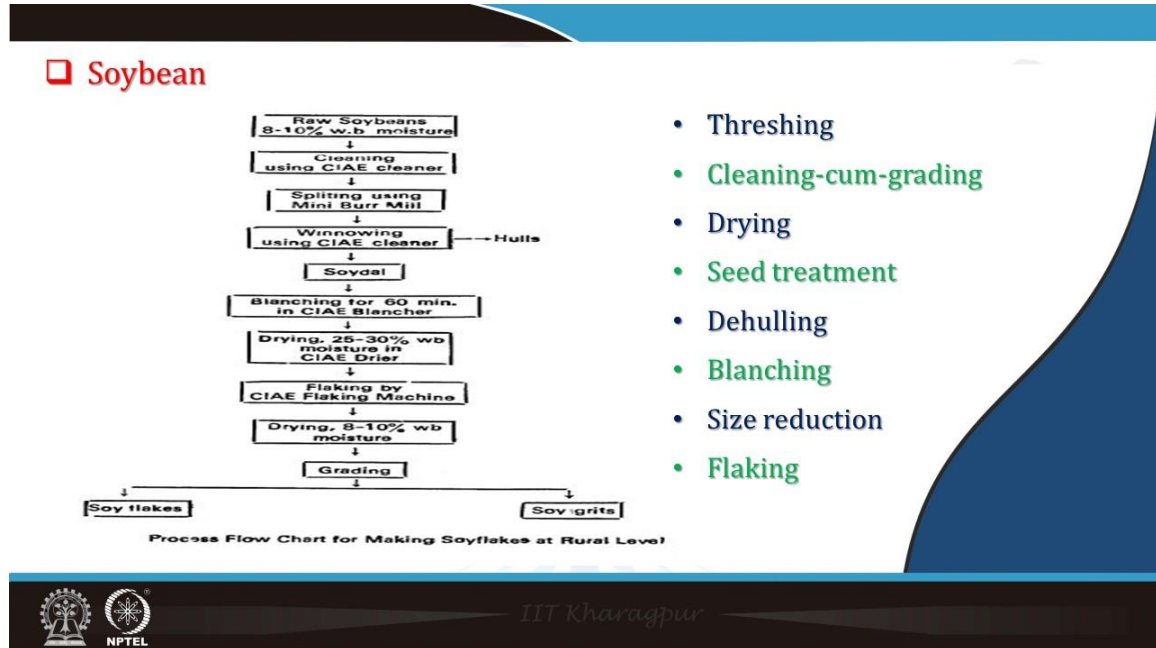 Soybean
Raw Soybeans
8-10% w.b moisture
Cleaning
using CIAE cleaner
Spliting using
Mini Burr Mill
Winnowing
using CIAE cleaner
Hulls
Soydal
Blanching for 60 min.
in CIAE Blancher
Drying, 25-30% wb
moisture in
CIAE Drier
Flaking by
CIAE Flaking Machine
Drying, 8-10% wb
moisture
Grading
Soy flakes
Soy grits
Process Flow Chart for Making Soyflakes at Rural Level
• Threshing
• Cleaning-cum-grading
• Drying
• Seed treatment
• Dehulling
• Blanching
• Size reduction
• Flaking
NPTEL
IIT Kharagpur